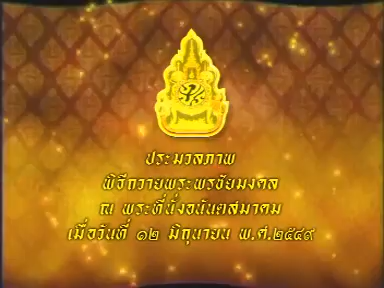 ประมวลภาพ
พิธีถวายพระพรชัยมงคล
ณ พระที่นั่งอนันตสมาคม
เมื่อวันที่ ๑๒ มิถุนายน พ.ศ.๒๕๔๙